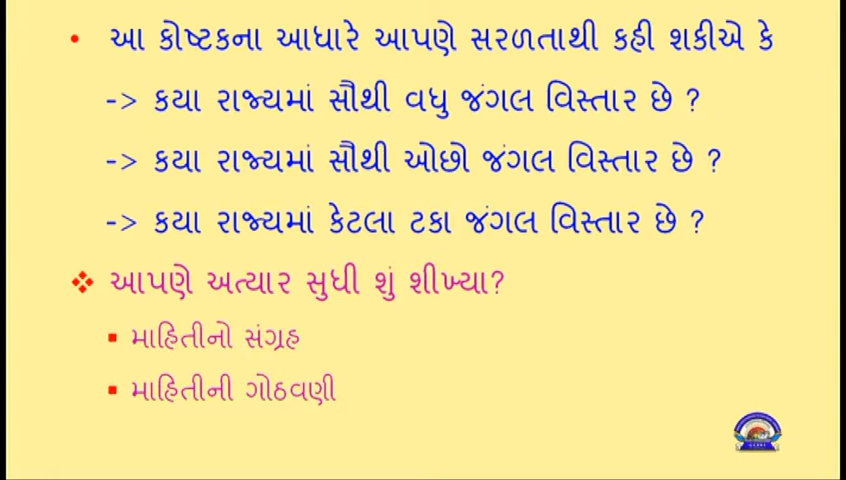 • આ કોષ્ટકના આધારે આપણે સરળતાથી કહી શકીએ કે
-> કયા રાજ્યમાં સૌથી વધુ જંગલ વિસ્તાર છે ?
-> કયા રાજ્યમાં સૌથી ઓછો જંગલ વિસ્તાર છે ?
-> કયા રાજ્યમાં કેટલા ટકા જંગલ વિસ્તાર છે ?
❖ આપણે અત્યાર સુધી શું શીખ્યા?
▪ માહિતીનો સંગ્રહ
▪ માહિતીની ગોઠવણી